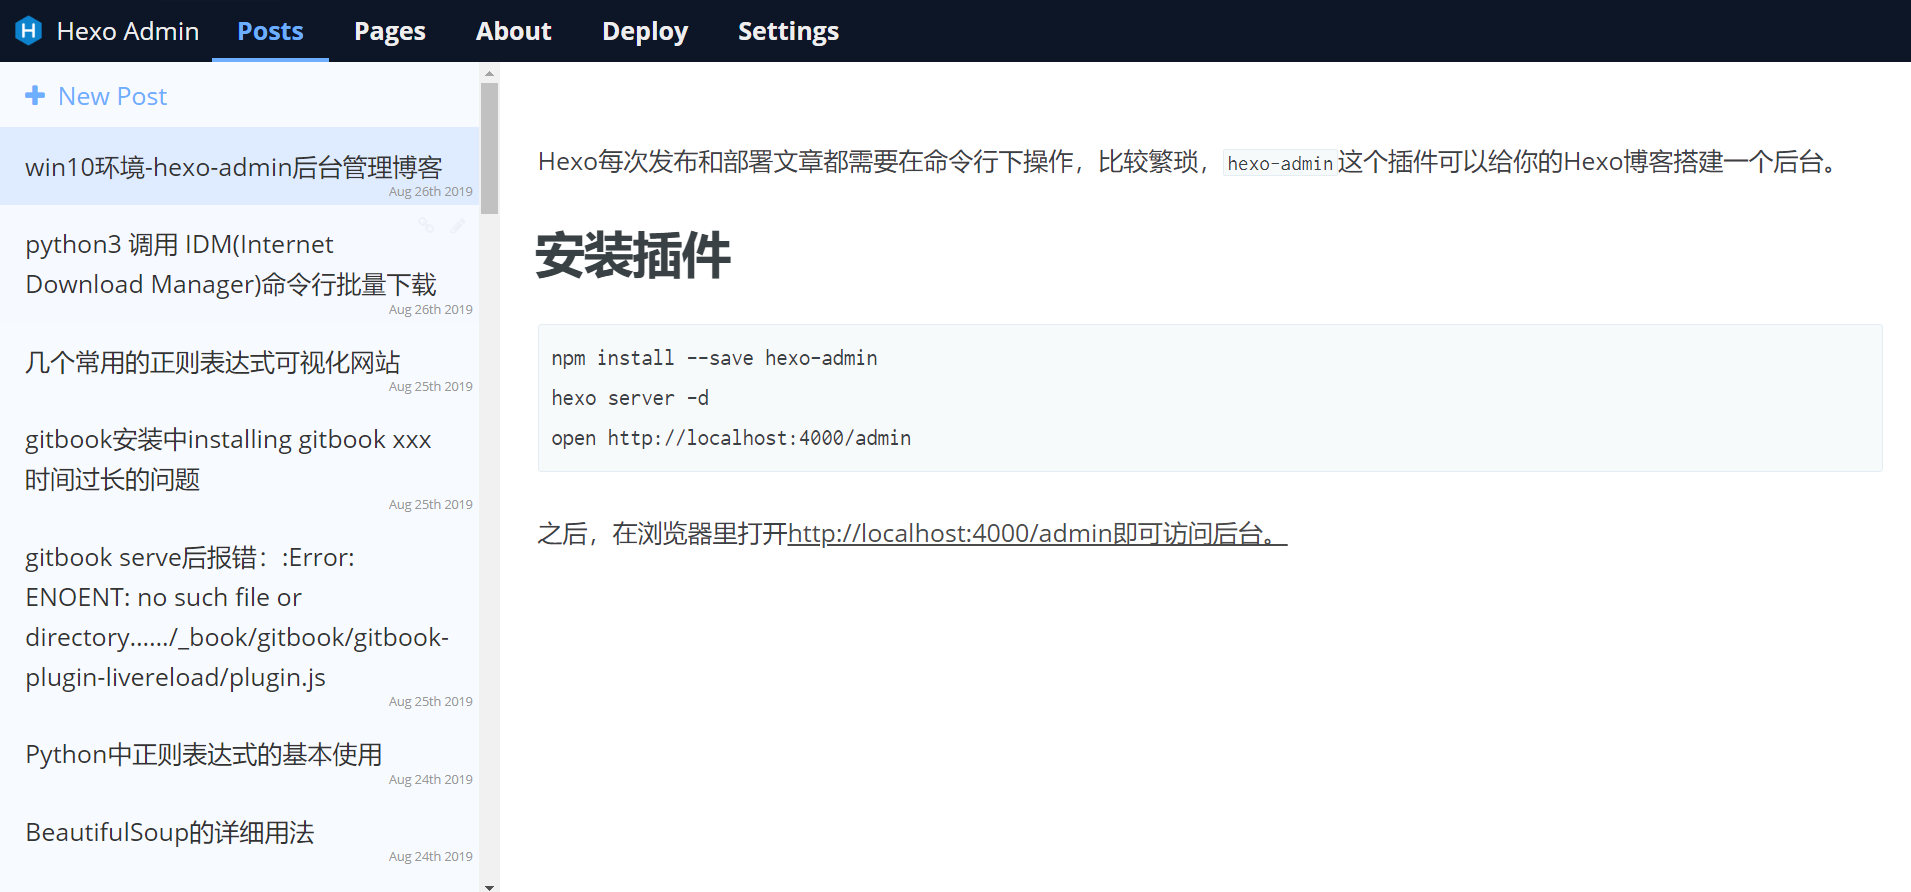 Hexo Admin Posts Pages About Deploy Settings
New Post
win10环境-hexo-admin后台管理博客
Aug 26th 2019
python3 调用 IDM(Internet
Download Manager)命令行批量下载
Aug 26th 2019
几个常用的正则表达式可视化网站
Aug 25th 2019
gitbook安装中installing gitbook xxx
时间过长的问题
Aug 25th 2019
gitbook serve后报错：:Error:
ENOENT: no such file or
directory……/_book/gitbook/gitbook-
plugin-livereload/plugin.js
Aug 25th 2019
Python中正则表达式的基本使用
Aug 24th 2019
BeautifulSoup的详细用法
Aug 24th 2019
Hexo每次发布和部署文章都需要在命令行下操作，比较繁琐，hexo-admin这个插件可以给你的Hexo博客搭建一个后台。
安装插件
npm install --save hexo-admin
hexo server -d
open http://localhost:4000/admin
之后，在浏览器里打开http://localhost:4000/admin即可访问后台。